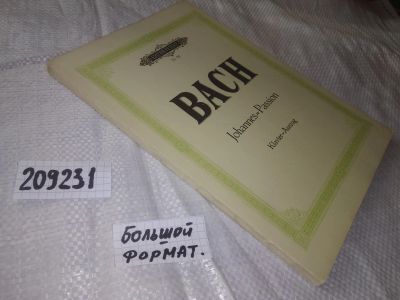 BACH
Johannes=Passion
Klavier=Auszug
209231
БОЛЬШОЙ
ФОРМАТ.